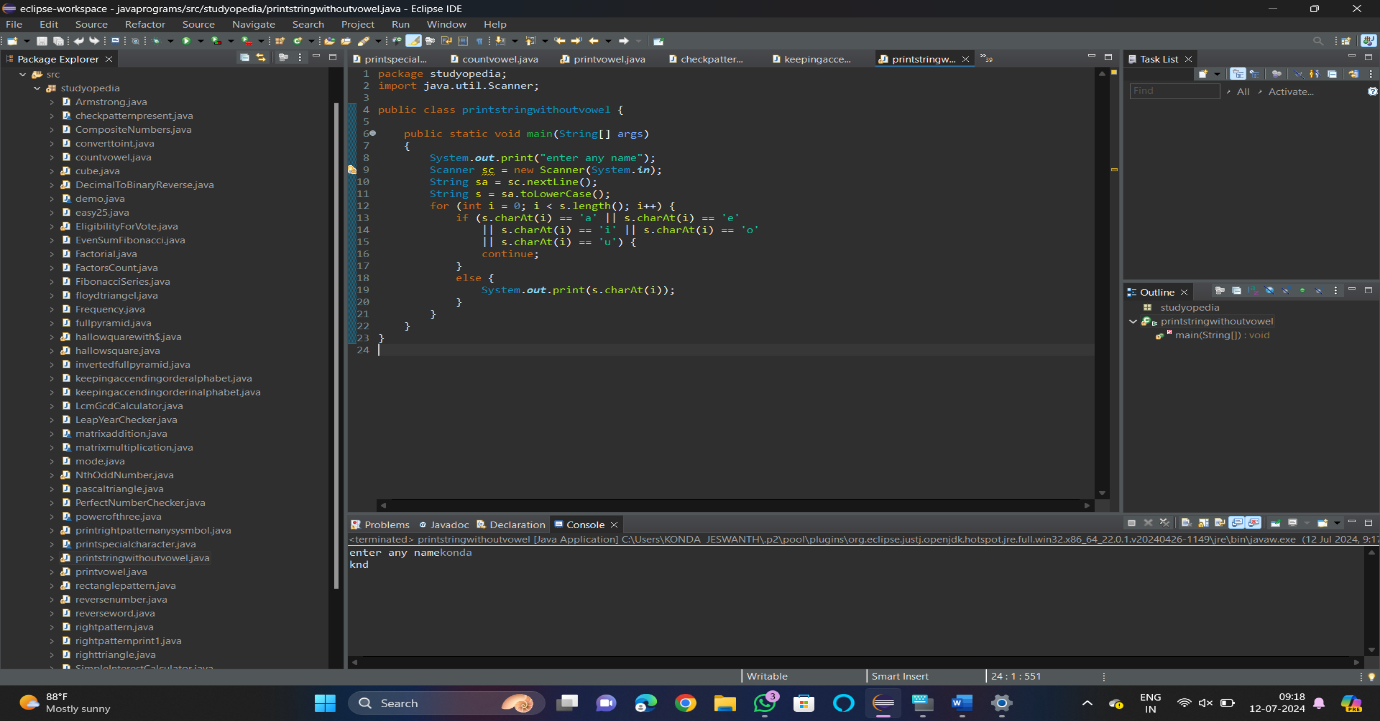 eclipse-workspace - javaprograms/src/studyopedia/printstringwithoutvowel.java - Eclipse IDE
File Edit Source Refactor Source Navigate Search Project Run Window Help
Package Explorer
src
studyopedia
Armstrong.java
checkpatternpresent.java
CompositeNumbers.java
converttoint.java
countvowel.java
cube.java
DecimalToBinaryReverse.java
demo.java
easy25.java
EligibilityForVote.java
EvenSumFibonacci.java
Factorial.java
FactorsCount.java
FibonacciSeries.java
floydtriangel.java
Frequency.java
fullpyramid.java
hallowquarewith$.java
hallowsquare.java
invertedfullpyramid.java
keepingaccendingorderalphabet.java
keepingaccendingorderinalphabet.java
LcmGcdCalculator.java
LeapYearChecker.java
matrixaddition.java
matrixmultiplication.java
mode.java
NthOddNumber.java
pascaltriangle.java
PerfectNumberChecker.java
powerofthree.java
printrightpatternanysysmbol.java
printspecialcharacter.java
printstringwithoutvowel.java
printvowel.java
rectanglepattern.java
reversenumber.java
reverseword.java
rightpattern.java
rightpatternprint1.java
righttriangle.java
SimpleInterestCalculator.java
printspecial... countvowel.java printvowel.java checkpatter... keepingacce... printstringw... »39
1 package studyopedia;
2 import java.util.Scanner;
3
4 public class printstringwithoutvowel {
5
6 public static void main(String[] args)
7 {
8 System.out.print("enter any name");
9 Scanner sc = new Scanner(System.in);
10 String sa = sc.nextLine();
11 String s = sa.toLowerCase();
12 for (int i = 0; i < s.length(); i++) {
13 if (s.charAt(i) == 'a' || s.charAt(i) == 'e'
14 || s.charAt(i) == 'i' || s.charAt(i) == 'o'
15 || s.charAt(i) == 'u') {
16 continue;
17 }
18 else {
19 System.out.print(s.charAt(i));
20 }
21 }
22 }
23 }
24
Task List
Find All Activate...
Outline
studyopedia
printstringwithoutvowel
main(String[]) : void
Problems Javadoc Declaration Console
<terminated> printstringwithoutvowel [Java Application] C:\Users\KONDA JESWANTH\.p2\pool\plugins\org.eclipse.justj.openjdk.hotspot.jre.full.win32.x86_64_22.0.1.v20240426-1149\jre\bin\javaw.exe (12 Jul 2024, 9:17
enter any namekonda
knd
Writable Smart Insert 24 : 1 : 551
88°F
Mostly sunny
Search
3
ENG
IN
09:18
12-07-2024
PRE